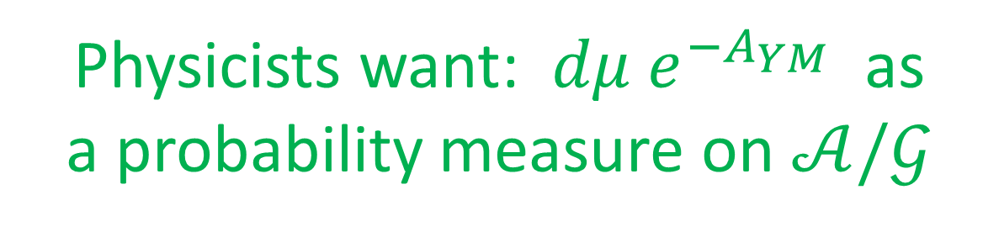 Physicists want: 𝑑𝜇 𝑒^{−𝐴_{𝑌𝑀}} as
a probability measure on 𝒜/𝒢